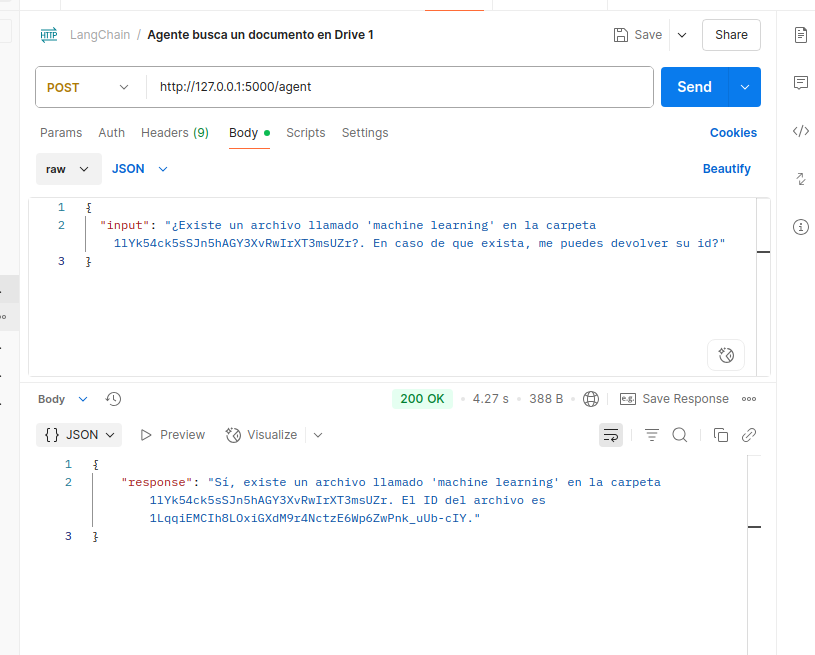 HTTP LangChain / Agente busca un documento en Drive 1 Save Share
POST http://127.0.0.1:5000/agent Send
Params Auth Headers (9) Body Scripts Settings Cookies
raw JSON Beautify
1 {
2 "input": "¿Existe un archivo llamado 'machine learning' en la carpeta
1lYk54ck5sSJn5hAGY3XvRwIrXT3msUZr?. En caso de que exista, me puedes devolver su id?"
3 }
Body 200 OK 4.27 s 388 B e.g. Save Response
{} JSON Preview Visualize
1 {
2 "response": "Sí, existe un archivo llamado 'machine learning' en la carpeta
1lYk54ck5sSJn5hAGY3XvRwIrXT3msUZr. El ID del archivo es
1LqqiEMCIh8LOxiGXdM9r4NctzE6Wp6ZwPnk_uUb-cIY."
3 }